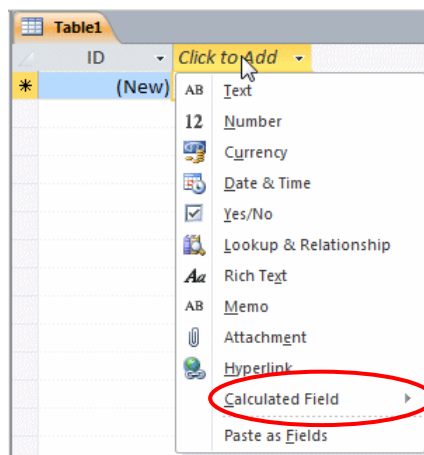 Table1
ID Click to Add
(New)
AB Text
12 Number
Currency
Date & Time
Yes/No
Lookup & Relationship
Aa Rich Text
AB Memo
Attachment
Hyperlink
Calculated Field
Paste as Fields